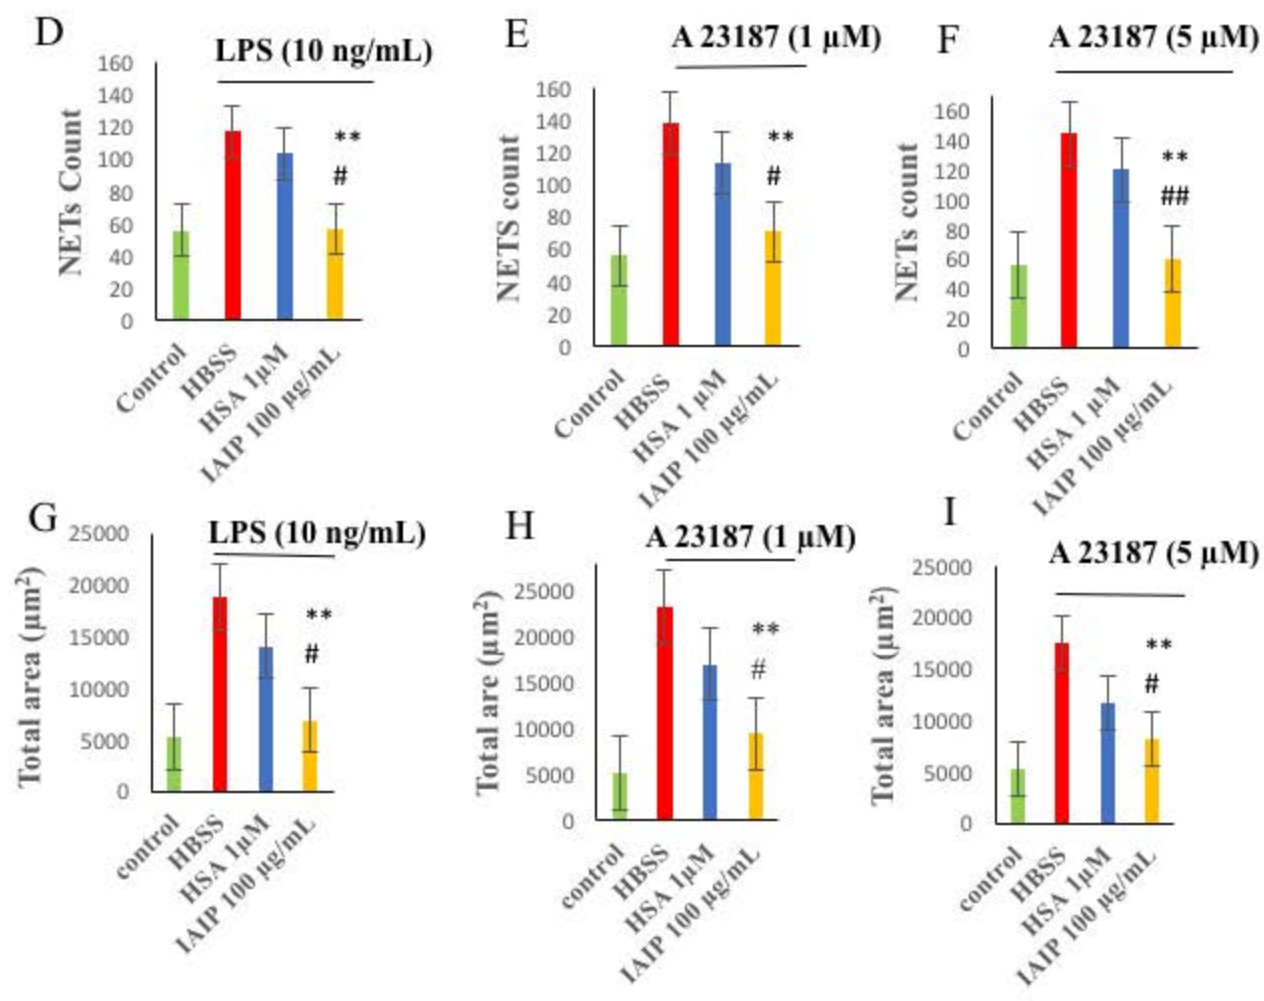 D
LPS (10 ng/mL)
NETs Count
160
140
120
100
80
60
40
20
0
**
#
Control
HBSS
HSA 1µM
IAIP 100 µg/mL
E
A 23187 (1 µM)
NETS count
160
140
120
100
80
60
40
20
0
**
#
Control
HBSS
HSA 1 µM
IAIP 100 µg/mL
F
A 23187 (5 µM)
NETs count
160
140
120
100
80
60
40
20
0
**
##
Control
HBSS
HSA 1 µM
IAIP 100 µg/mL
G
LPS (10 ng/mL)
Total area (µm²)
25000
20000
15000
10000
5000
0
**
#
control
HBSS
HSA 1µM
IAIP 100 µg/mL
H
A 23187 (1 µM)
Total are (µm²)
25000
20000
15000
10000
5000
0
**
#
control
HBSS
HSA 1µM
IAIP 100 µg/mL
I
A 23187 (5 µM)
Total area (µm²)
25000
20000
15000
10000
5000
0
**
#
control
HBSS
HSA 1µM
IAIP 100 µg/mL